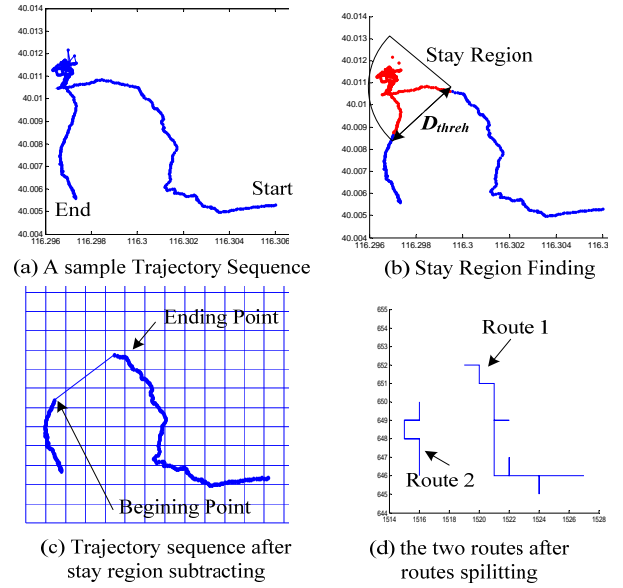 40.014
40.013
40.012
40.011
40.01
40.009
40.008
40.007
40.006
40.005
40.004
116.296 116.298 116.3 116.302 116.304 116.306
Start
End
(a) A sample Trajectory Sequence
40.014
40.013
40.012
40.011
40.01
40.009
40.008
40.007
40.006
40.005
40.004
116.296 116.298 116.3 116.302 116.304 116.3
Stay Region
Dthreh
(b) Stay Region Finding
Ending Point
Begining Point
(c) Trajectory sequence after
stay region subtracting
655
654
653
652
651
650
649
648
647
646
645
644
1514 1516 1518 1520 1522 1524 1526 1528
Route 1
Route 2
(d) the two routes after
routes spilitting